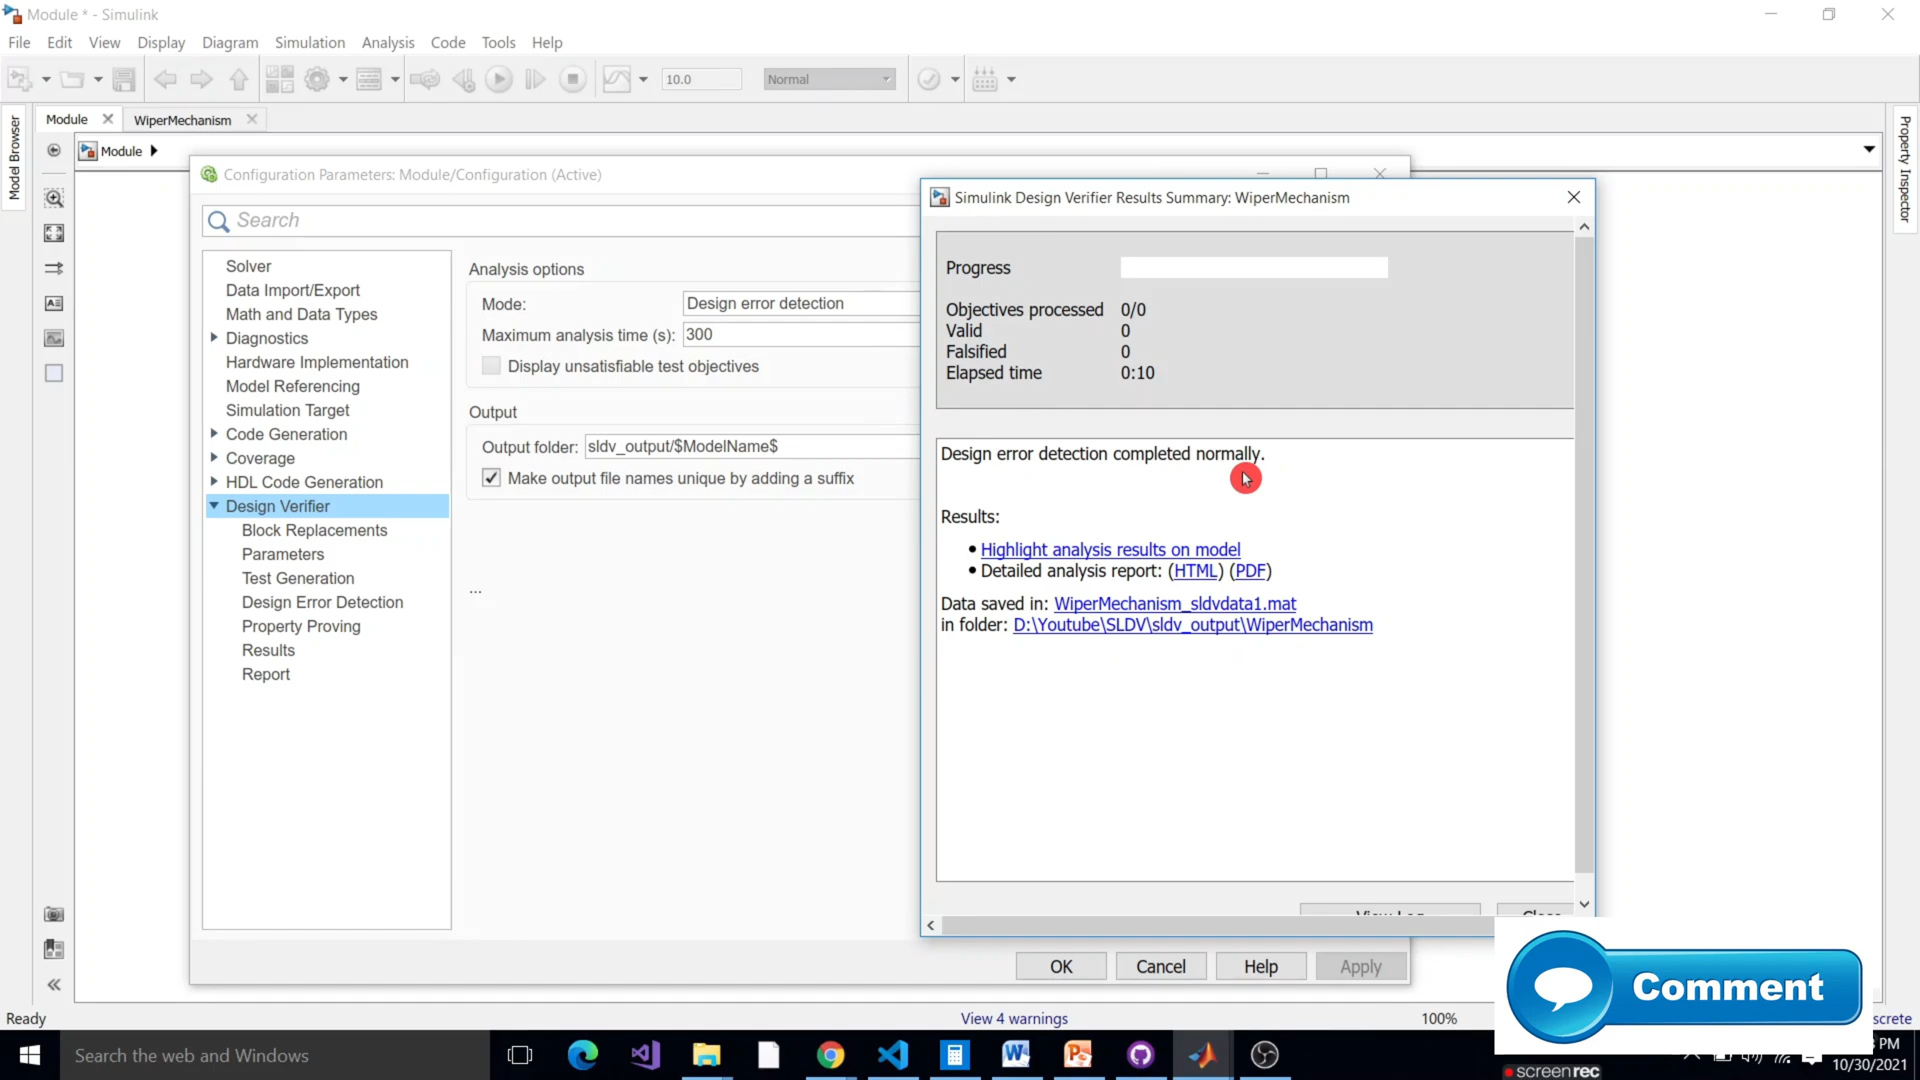 Module * - Simulink
File Edit View Display Diagram Simulation Analysis Code Tools Help
10.0 Normal
Module WiperMechanism
Model Browser
Module
Property Inspector
Configuration Parameters: Module/Configuration (Active)
Search
Solver
Data Import/Export
Math and Data Types
Diagnostics
Hardware Implementation
Model Referencing
Simulation Target
Code Generation
Coverage
HDL Code Generation
Design Verifier
Block Replacements
Parameters
Test Generation
Design Error Detection
Property Proving
Results
Report
Analysis options
Mode: Design error detection
Maximum analysis time (s): 300
Display unsatisfiable test objectives
Output
Output folder: sldv_output/$ModelName$
Make output file names unique by adding a suffix
...
OK Cancel Help Apply
Simulink Design Verifier Results Summary: WiperMechanism
Progress
Objectives processed 0/0
Valid 0
Falsified 0
Elapsed time 0:10
Design error detection completed normally.
Results:
• Highlight analysis results on model
• Detailed analysis report: (HTML) (PDF)
Data saved in: WiperMechanism_sldvdata1.mat
in folder: D:\Youtube\SLDV\sldv_output\WiperMechanism
View Log Close
Comment
Ready View 4 warnings 100% screte
Search the web and Windows
PM
10/30/2021
screenrec